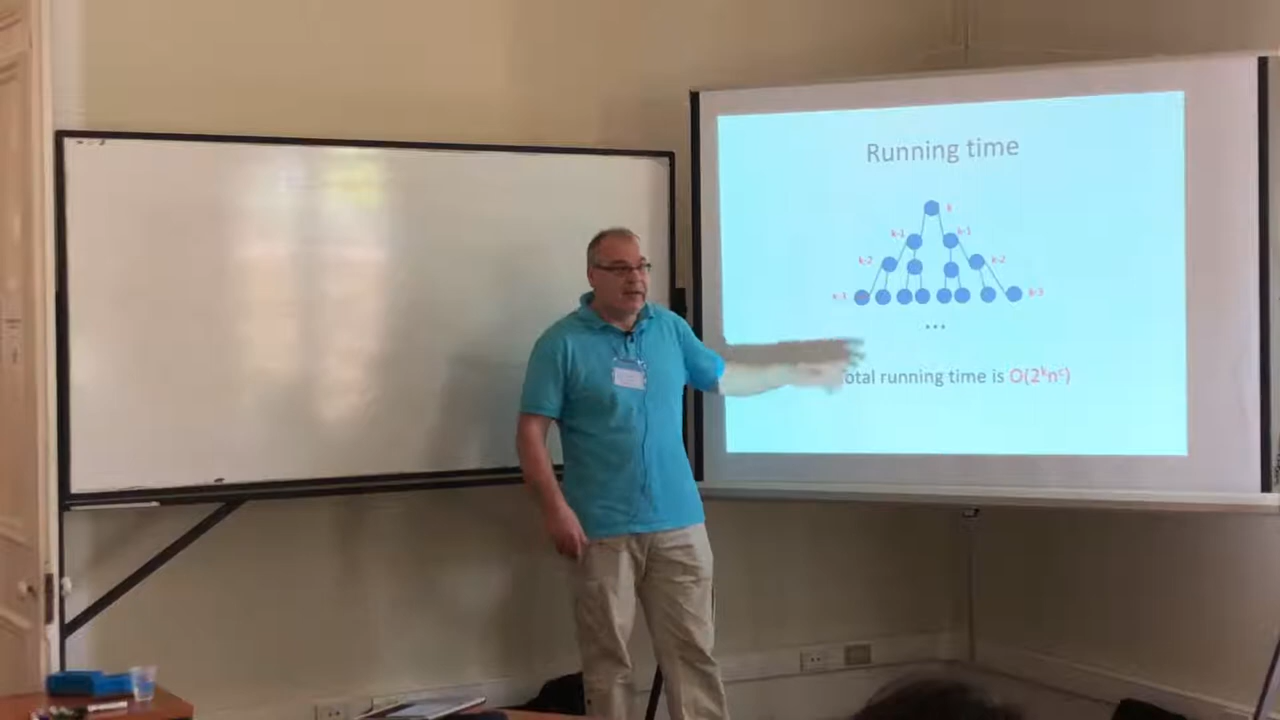 Running time
k
k-1 k-1
k-2 k-2
k-3 k-3
...
otal running time is O(2ᵏnᶜ)